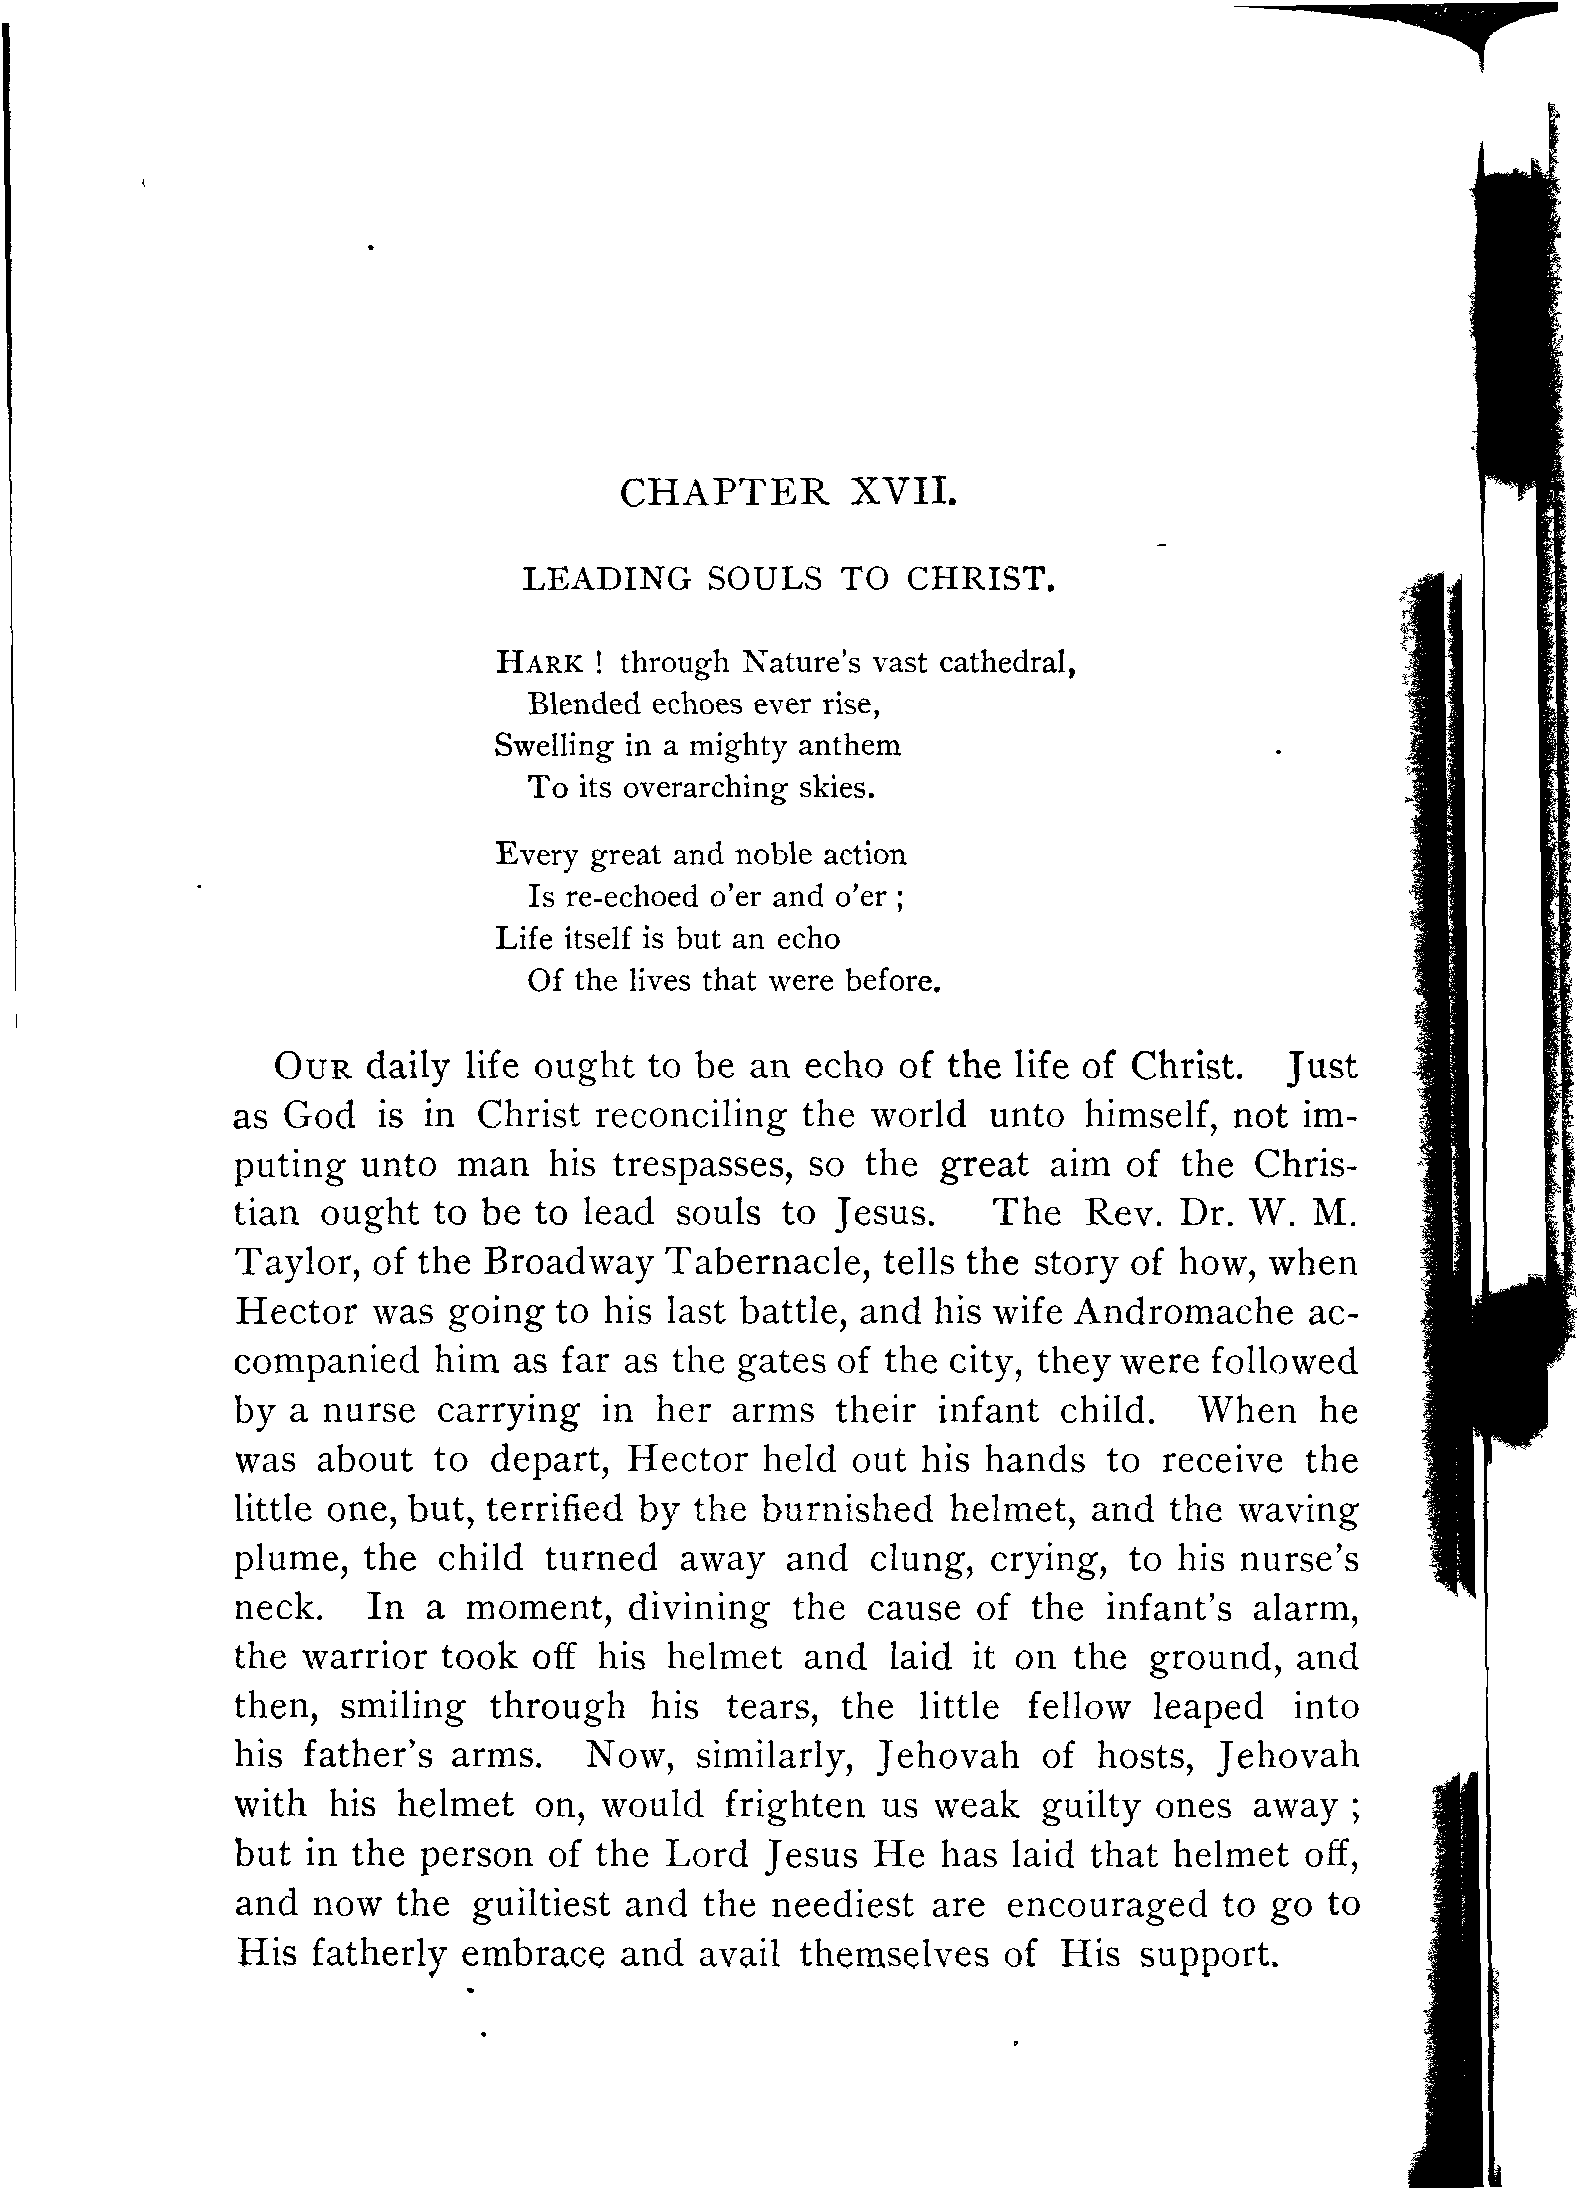 CHAPTER XVII.
LEADING SOULS TO CHRIST.
HARK ! through Nature's vast cathedral,
Blended echoes ever rise,
Swelling in a mighty anthem
To its overarching skies.
Every great and noble action
Is re-echoed o'er and o'er ;
Life itself is but an echo
Of the lives that were before.
OUR daily life ought to be an echo of the life of Christ. Just
as God is in Christ reconciling the world unto himself, not im-
puting unto man his trespasses, so the great aim of the Chris-
tian ought to be to lead souls to Jesus. The Rev. Dr. W. M.
Taylor, of the Broadway Tabernacle, tells the story of how, when
Hector was going to his last battle, and his wife Andromache ac-
companied him as far as the gates of the city, they were followed
by a nurse carrying in her arms their infant child. When he
was about to depart, Hector held out his hands to receive the
little one, but, terrified by the burnished helmet, and the waving
plume, the child turned away and clung, crying, to his nurse's
neck. In a moment, divining the cause of the infant's alarm,
the warrior took off his helmet and laid it on the ground, and
then, smiling through his tears, the little fellow leaped into
his father's arms. Now, similarly, Jehovah of hosts, Jehovah
with his helmet on, would frighten us weak guilty ones away ;
but in the person of the Lord Jesus He has laid that helmet off,
and now the guiltiest and the neediest are encouraged to go to
His fatherly embrace and avail themselves of His support.